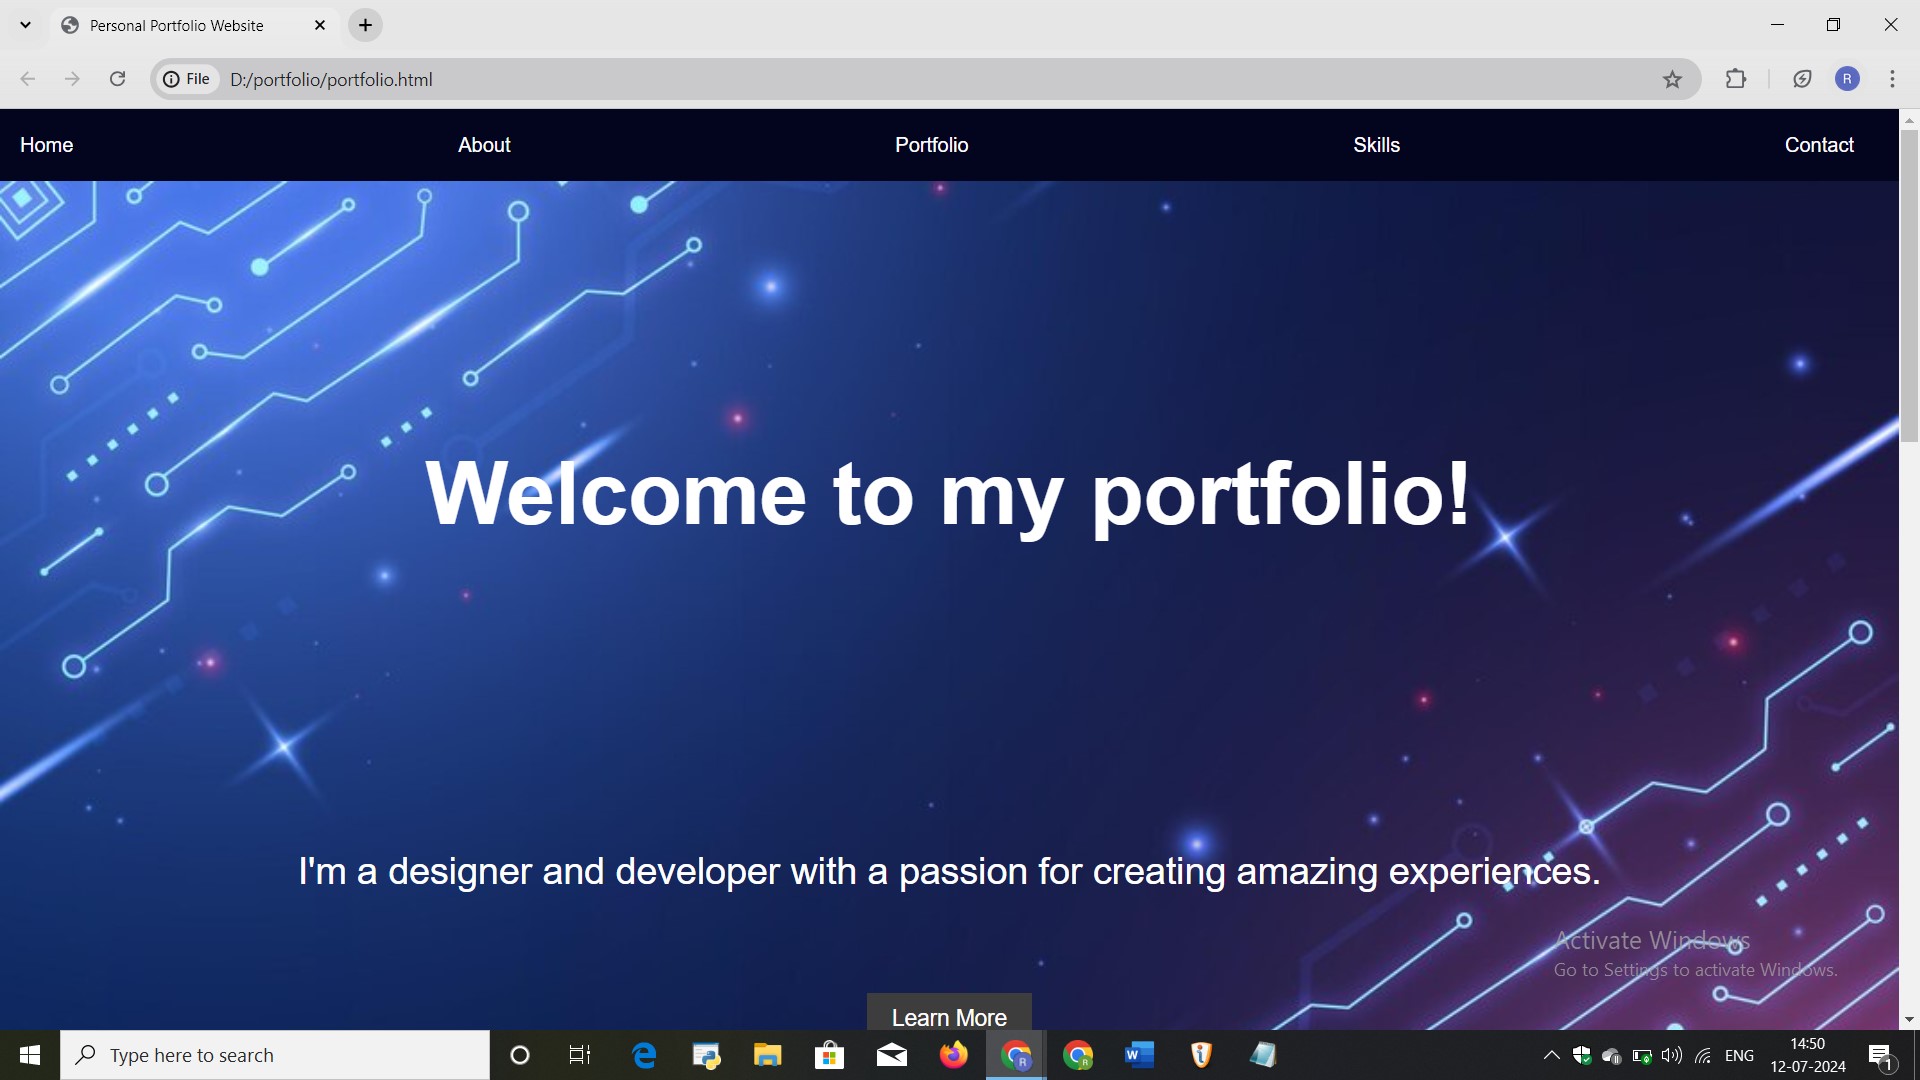 Personal Portfolio Website
File D:/portfolio/portfolio.html
R
Home About Portfolio Skills Contact
Welcome to my portfolio!
I'm a designer and developer with a passion for creating amazing experiences.
Activate Windows
Go to Settings to activate Windows.
Learn More
Type here to search
ENG
14:50
12-07-2024
1